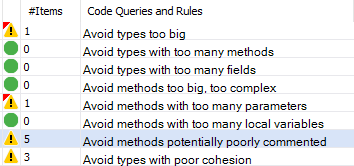 #Items Code Queries and Rules
1 Avoid types too big
0 Avoid types with too many methods
0 Avoid types with too many fields
0 Avoid methods too big, too complex
1 Avoid methods with too many parameters
0 Avoid methods with too many local variables
5 Avoid methods potentially poorly commented
3 Avoid types with poor cohesion